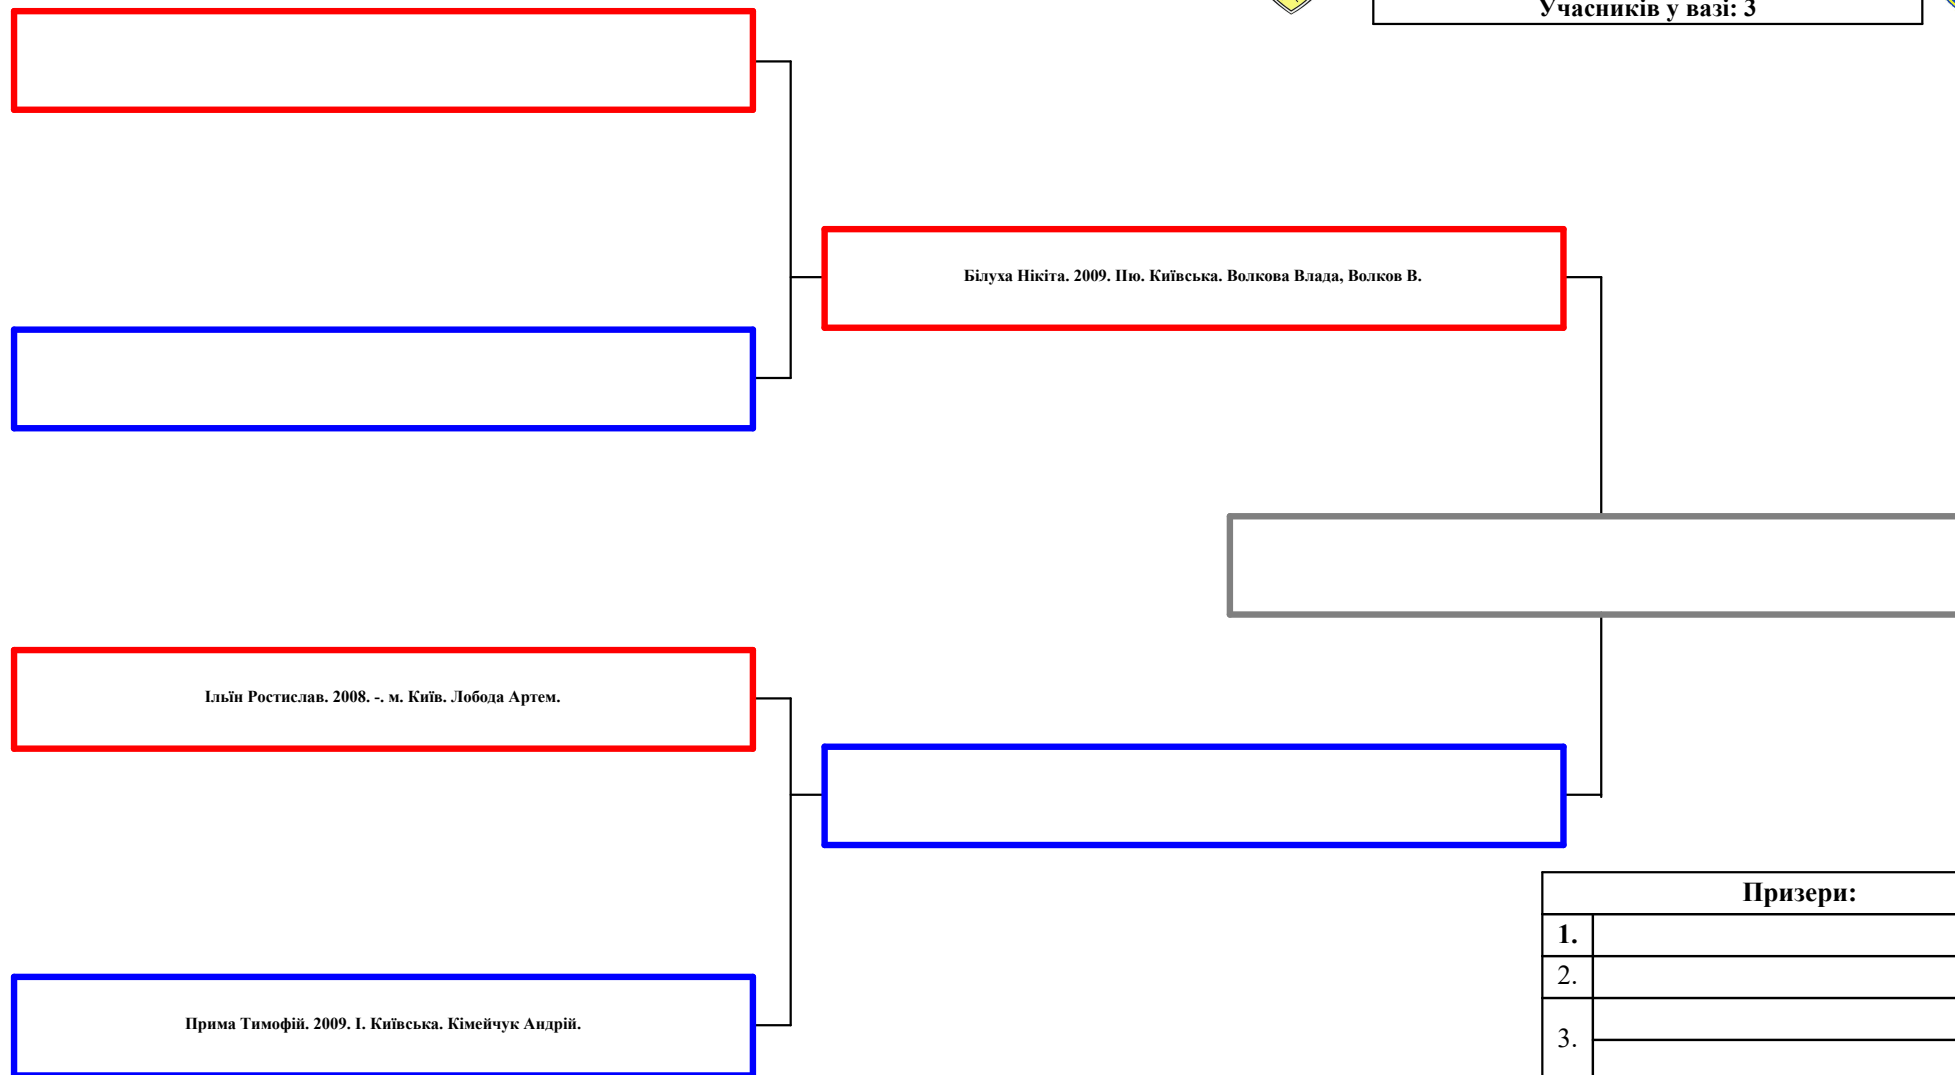 Учасників у вазі: 3
Білуха Нікіта. 2009. ІІю. Київська. Волкова Влада, Волков В.
Ільїн Ростислав. 2008. -. м. Київ. Лобода Артем.
Прима Тимофій. 2009. І. Київська. Кімейчук Андрій.
Призери:
1.
2.
3.